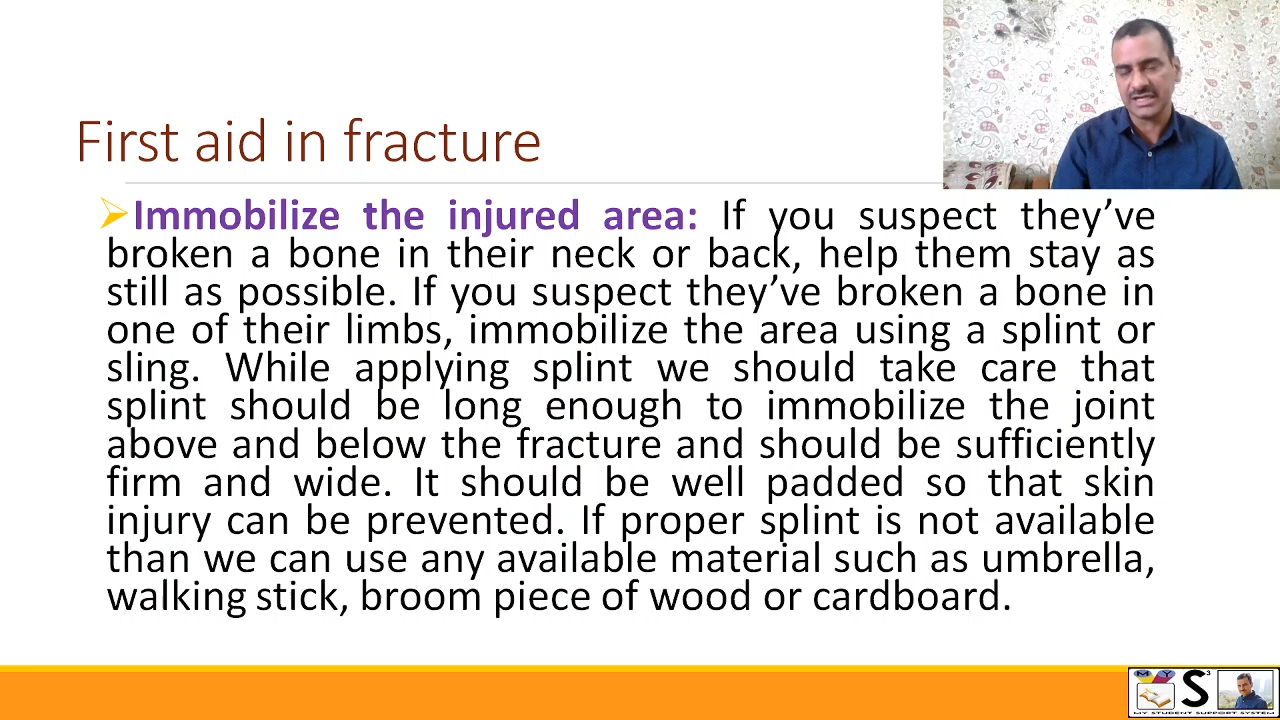 First aid in fracture
Immobilize the injured area: If you suspect they’ve
broken a bone in their neck or back, help them stay as
still as possible. If you suspect they’ve broken a bone in
one of their limbs, immobilize the area using a splint or
sling. While applying splint we should take care that
splint should be long enough to immobilize the joint
above and below the fracture and should be sufficiently
firm and wide. It should be well padded so that skin
injury can be prevented. If proper splint is not available
than we can use any available material such as umbrella,
walking stick, broom piece of wood or cardboard.
M Y
S 3
MY STUDENT SUPPORT SYSTEM